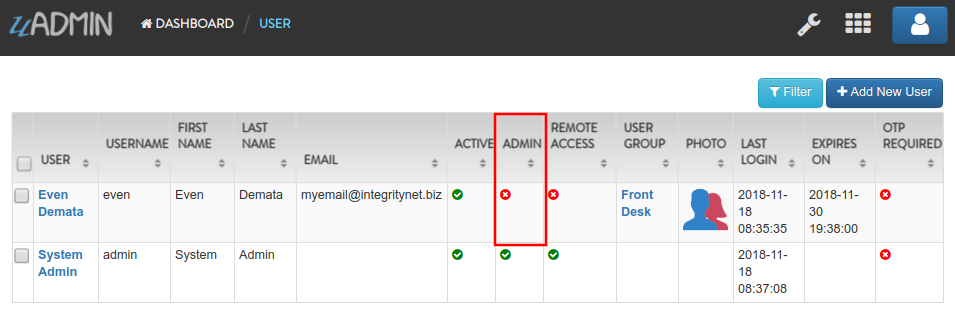 uADMIN DASHBOARD / USER
Filter + Add New User
USER USERNAME FIRST NAME LAST NAME EMAIL ACTIVE ADMIN REMOTE ACCESS USER GROUP PHOTO LAST LOGIN EXPIRES ON OTP REQUIRED
Even Demata even Even Demata myemail@integritynet.biz Front Desk 2018-11-18 08:35:35 2018-11-30 19:38:00
System Admin admin System Admin 2018-11-18 08:37:08